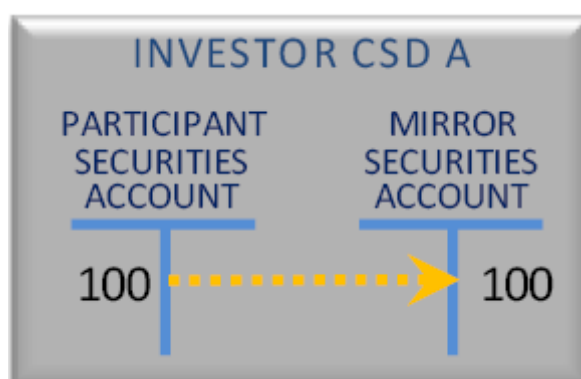 INVESTOR CSD A
PARTICIPANT
SECURITIES
ACCOUNT
MIRROR
SECURITIES
ACCOUNT
100
100